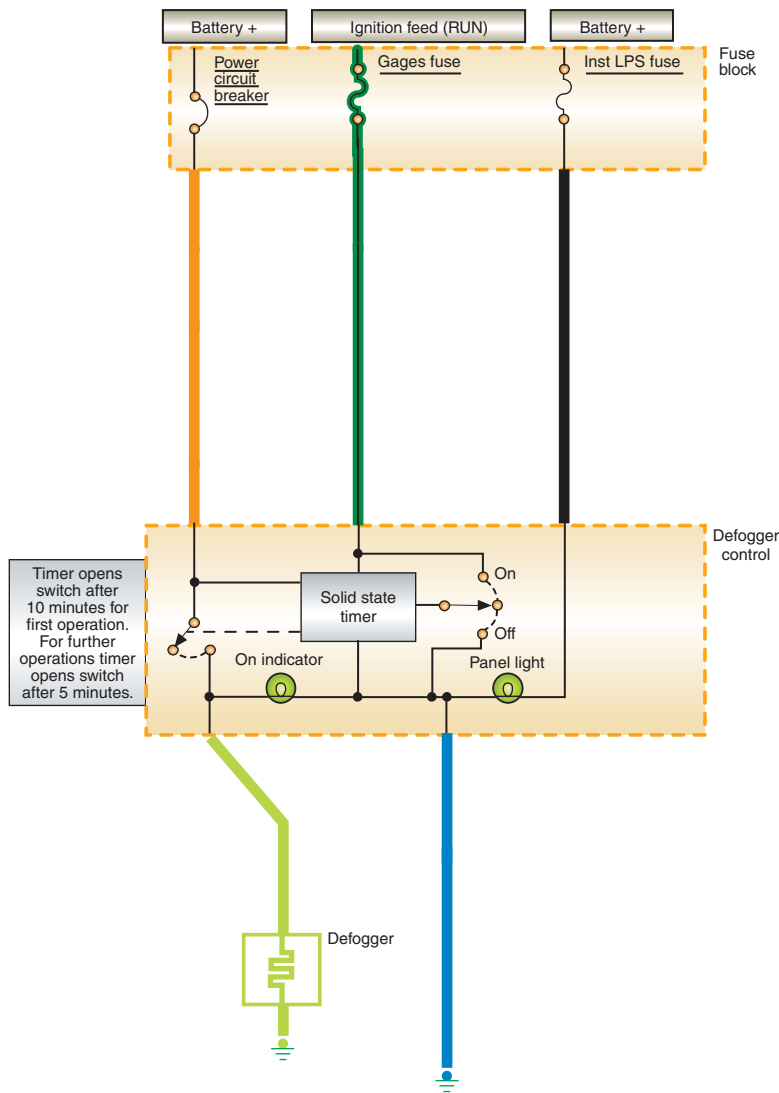 Battery +
Ignition feed (RUN)
Battery +
Power
circuit
breaker
Gages fuse
Inst LPS fuse
Fuse
block
Defogger
control
Timer opens
switch after
10 minutes for
first operation.
For further
operations timer
opens switch
after 5 minutes.
Solid state
timer
On
Off
On indicator
Panel light
Defogger